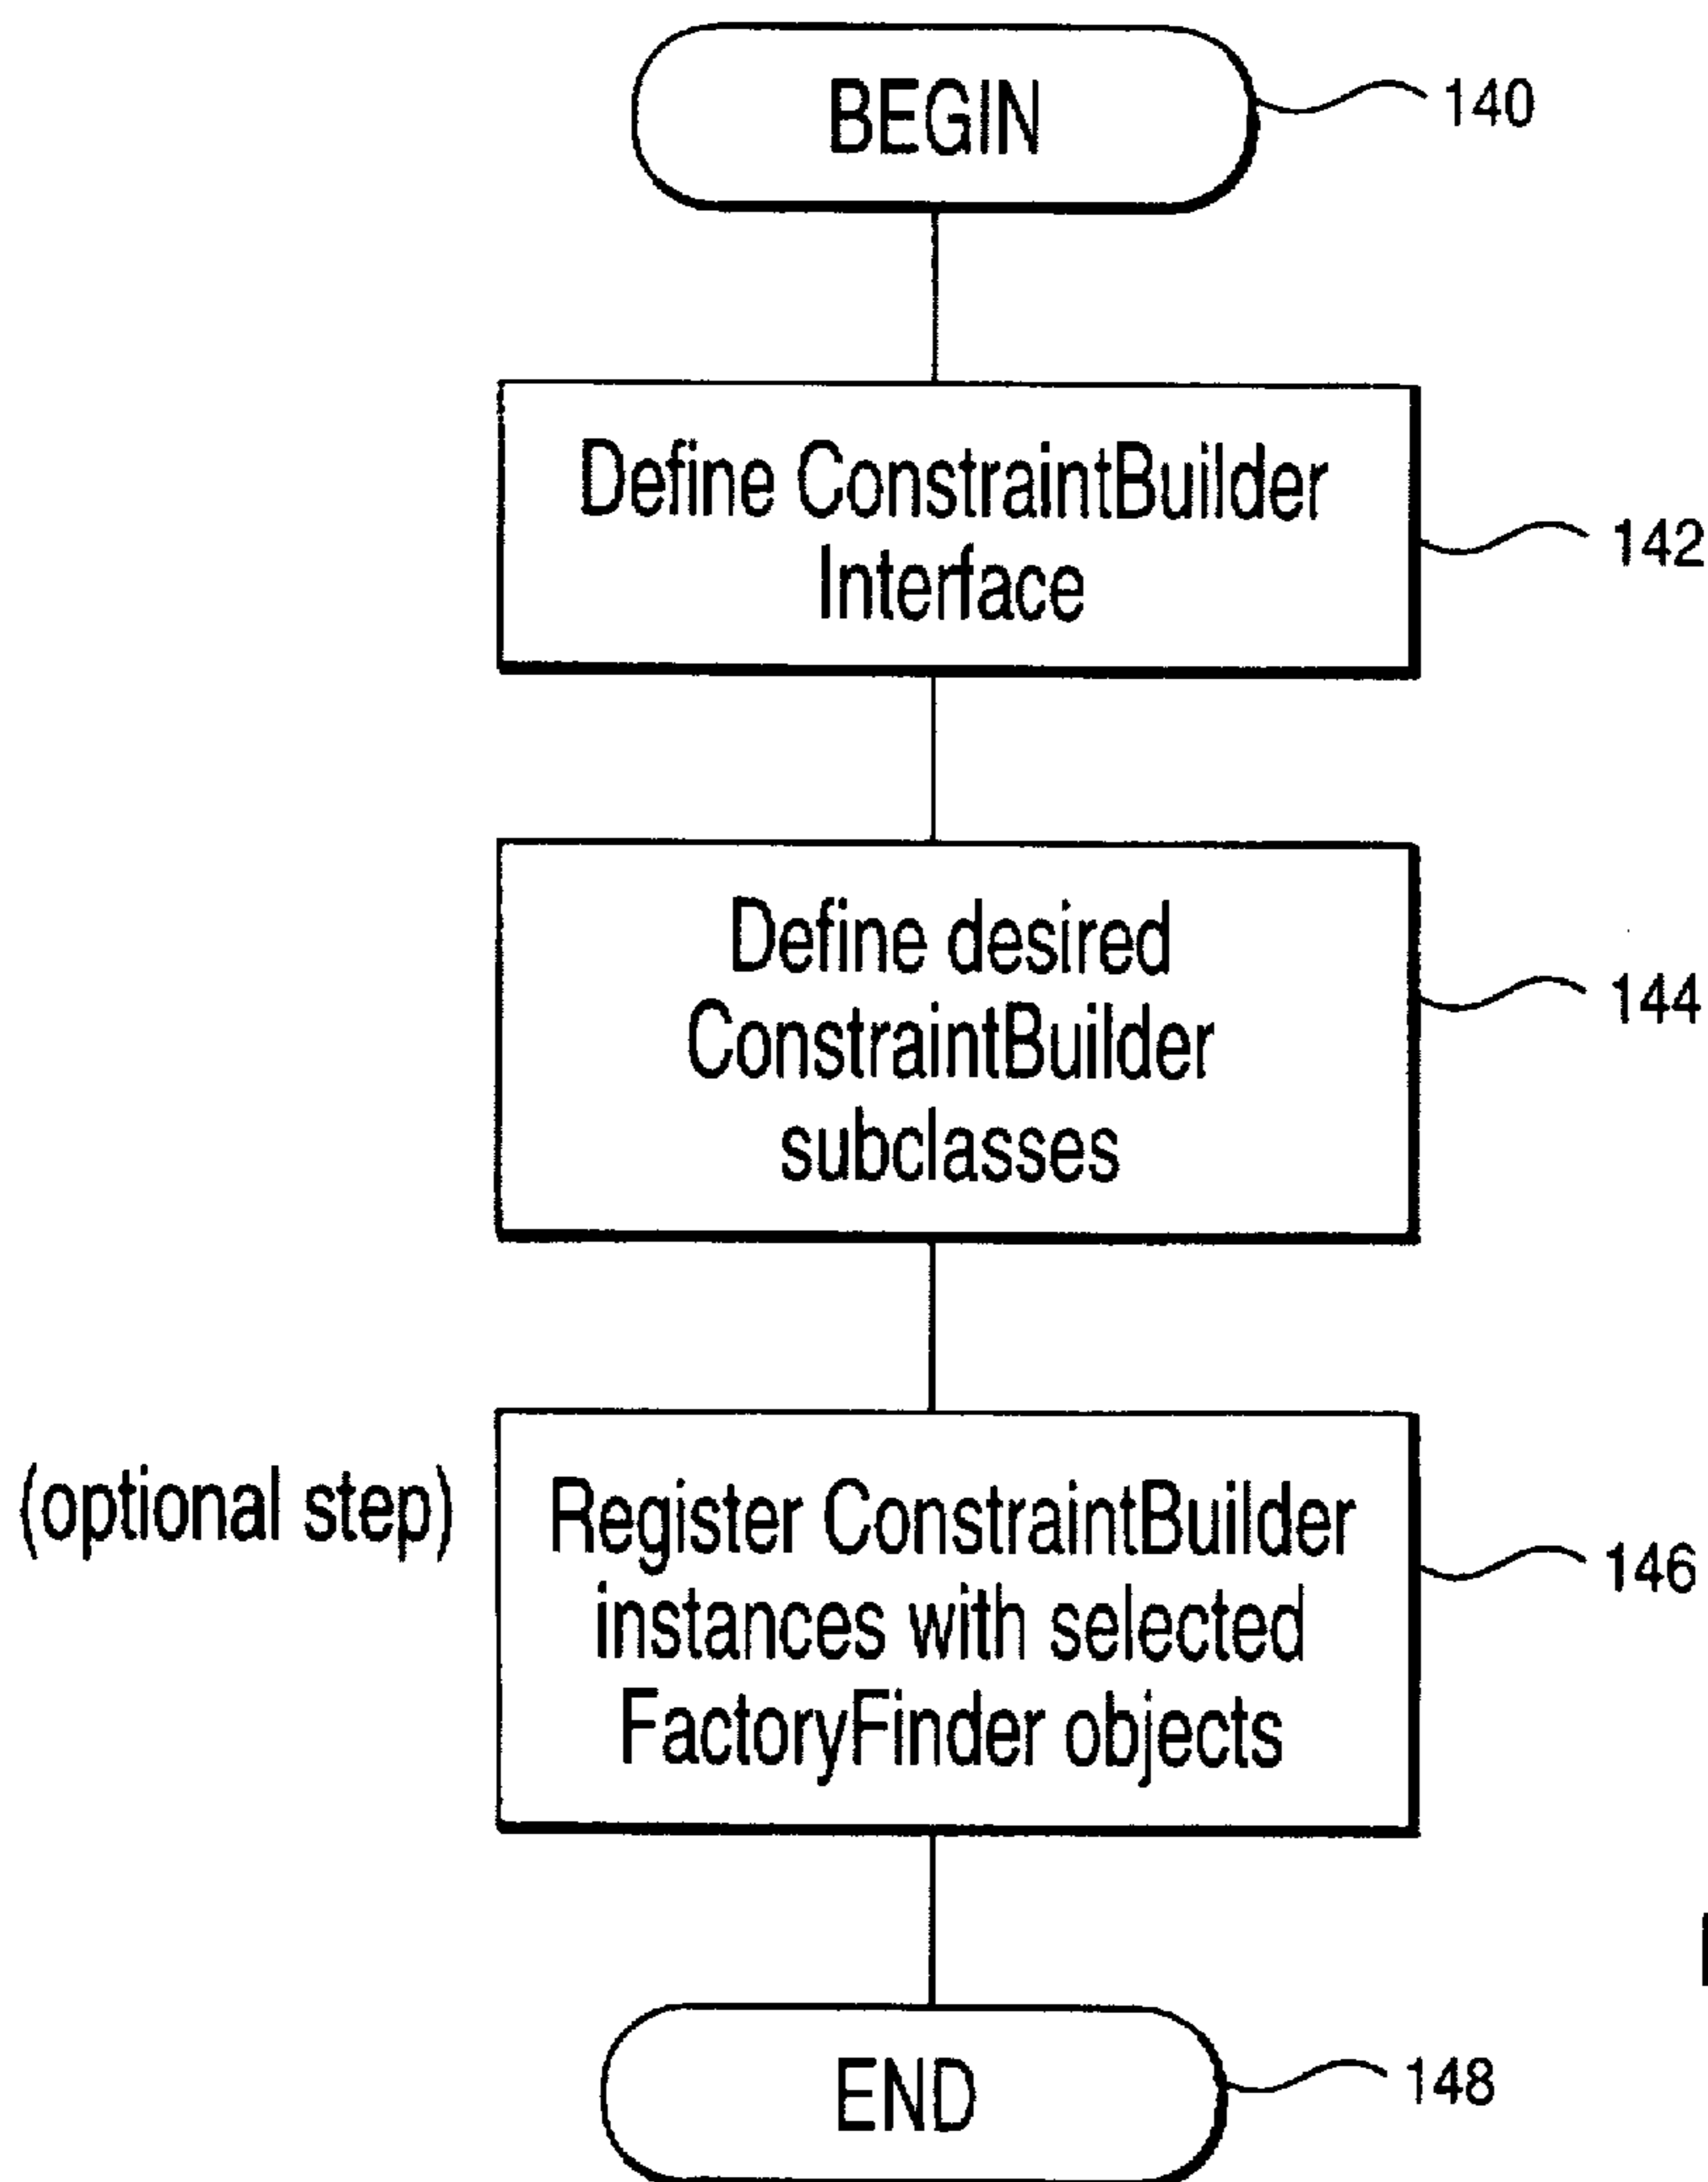 BEGIN
140
Define ConstraintBuilder
Interface
142
Define desired
ConstraintBuilder
subclasses
144
(optional step)
Register ConstraintBuilder
instances with selected
FactoryFinder objects
146
END
148